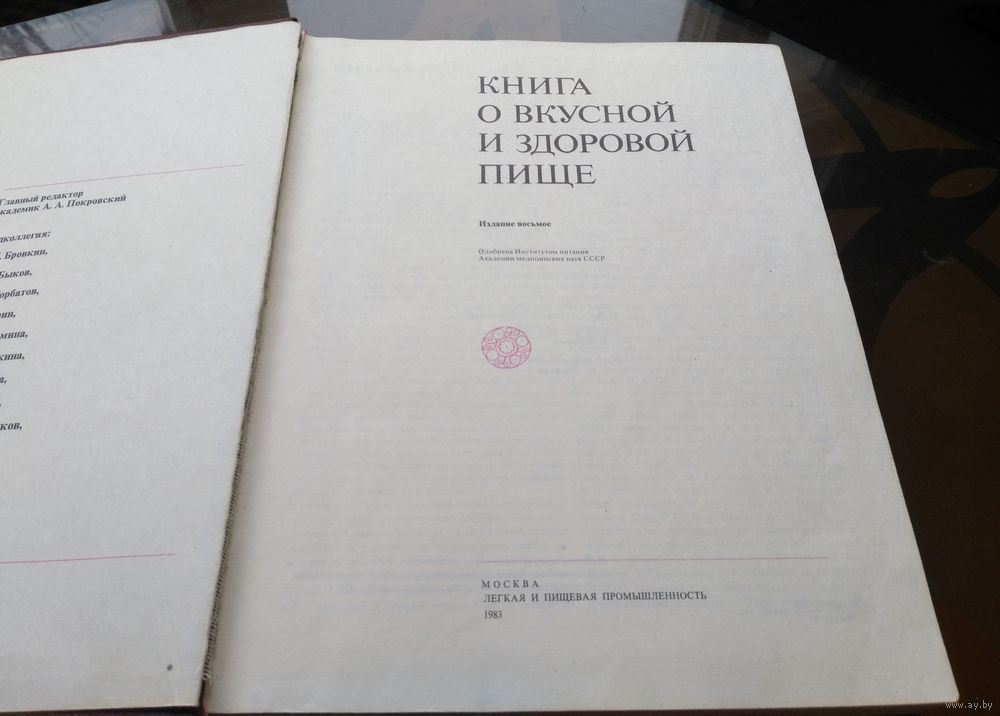 Главный редактор
академик А. А. Покровский
Бровкин,
Быков,
КНИГА
О ВКУСНОЙ
И ЗДОРОВОЙ
ПИЩЕ
Издание восьмое
Одобрена Институтом питания
Академии медицинских наук СССР
МОСКВА
ЛЕГКАЯ И ПИЩЕВАЯ ПРОМЫШЛЕННОСТЬ
1983
www.ay.by